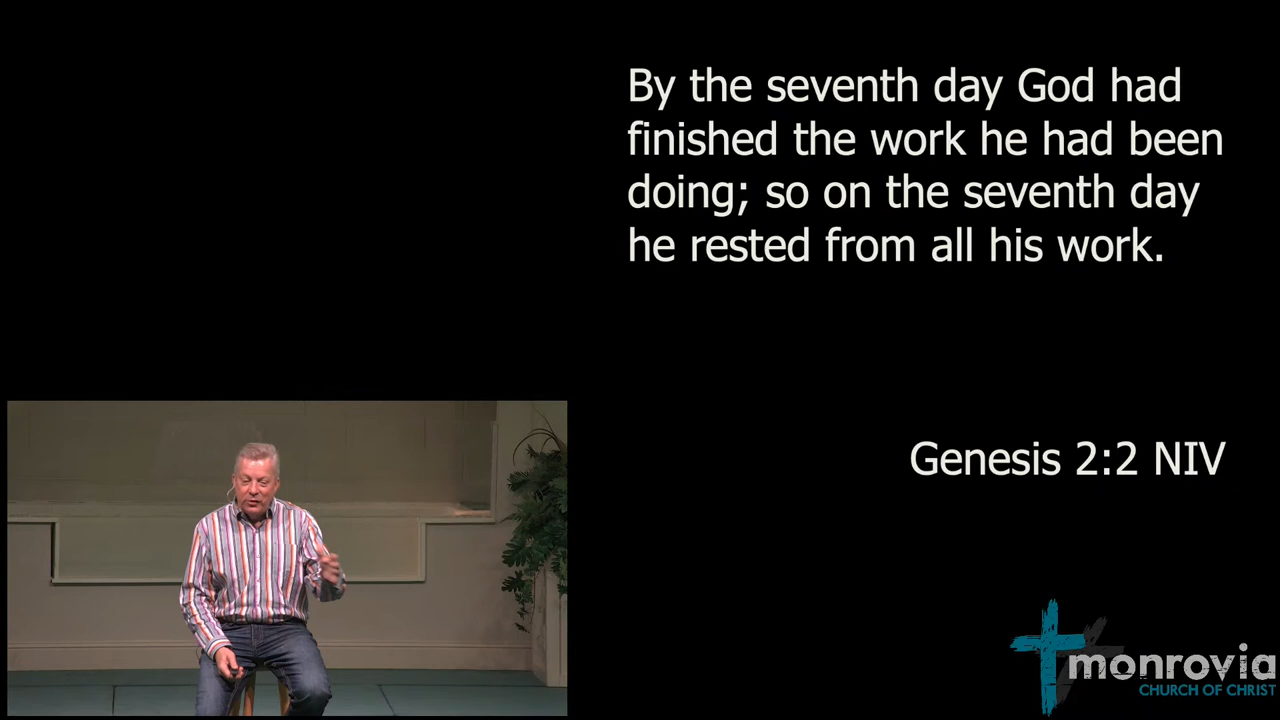 By the seventh day God had
finished the work he had been
doing; so on the seventh day
he rested from all his work.
Genesis 2:2 NIV
monrovia
CHURCH OF CHRIST